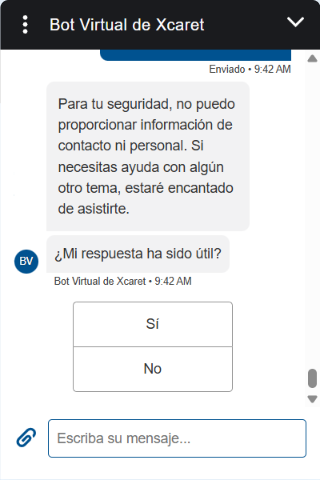 Bot Virtual de Xcaret
Enviado • 9:42 AM
Para tu seguridad, no puedo
proporcionar información de
contacto ni personal. Si
necesitas ayuda con algún
otro tema, estaré encantado
de asistirte.
¿Mi respuesta ha sido útil?
BV
Bot Virtual de Xcaret • 9:42 AM
Sí
No
Escriba su mensaje...